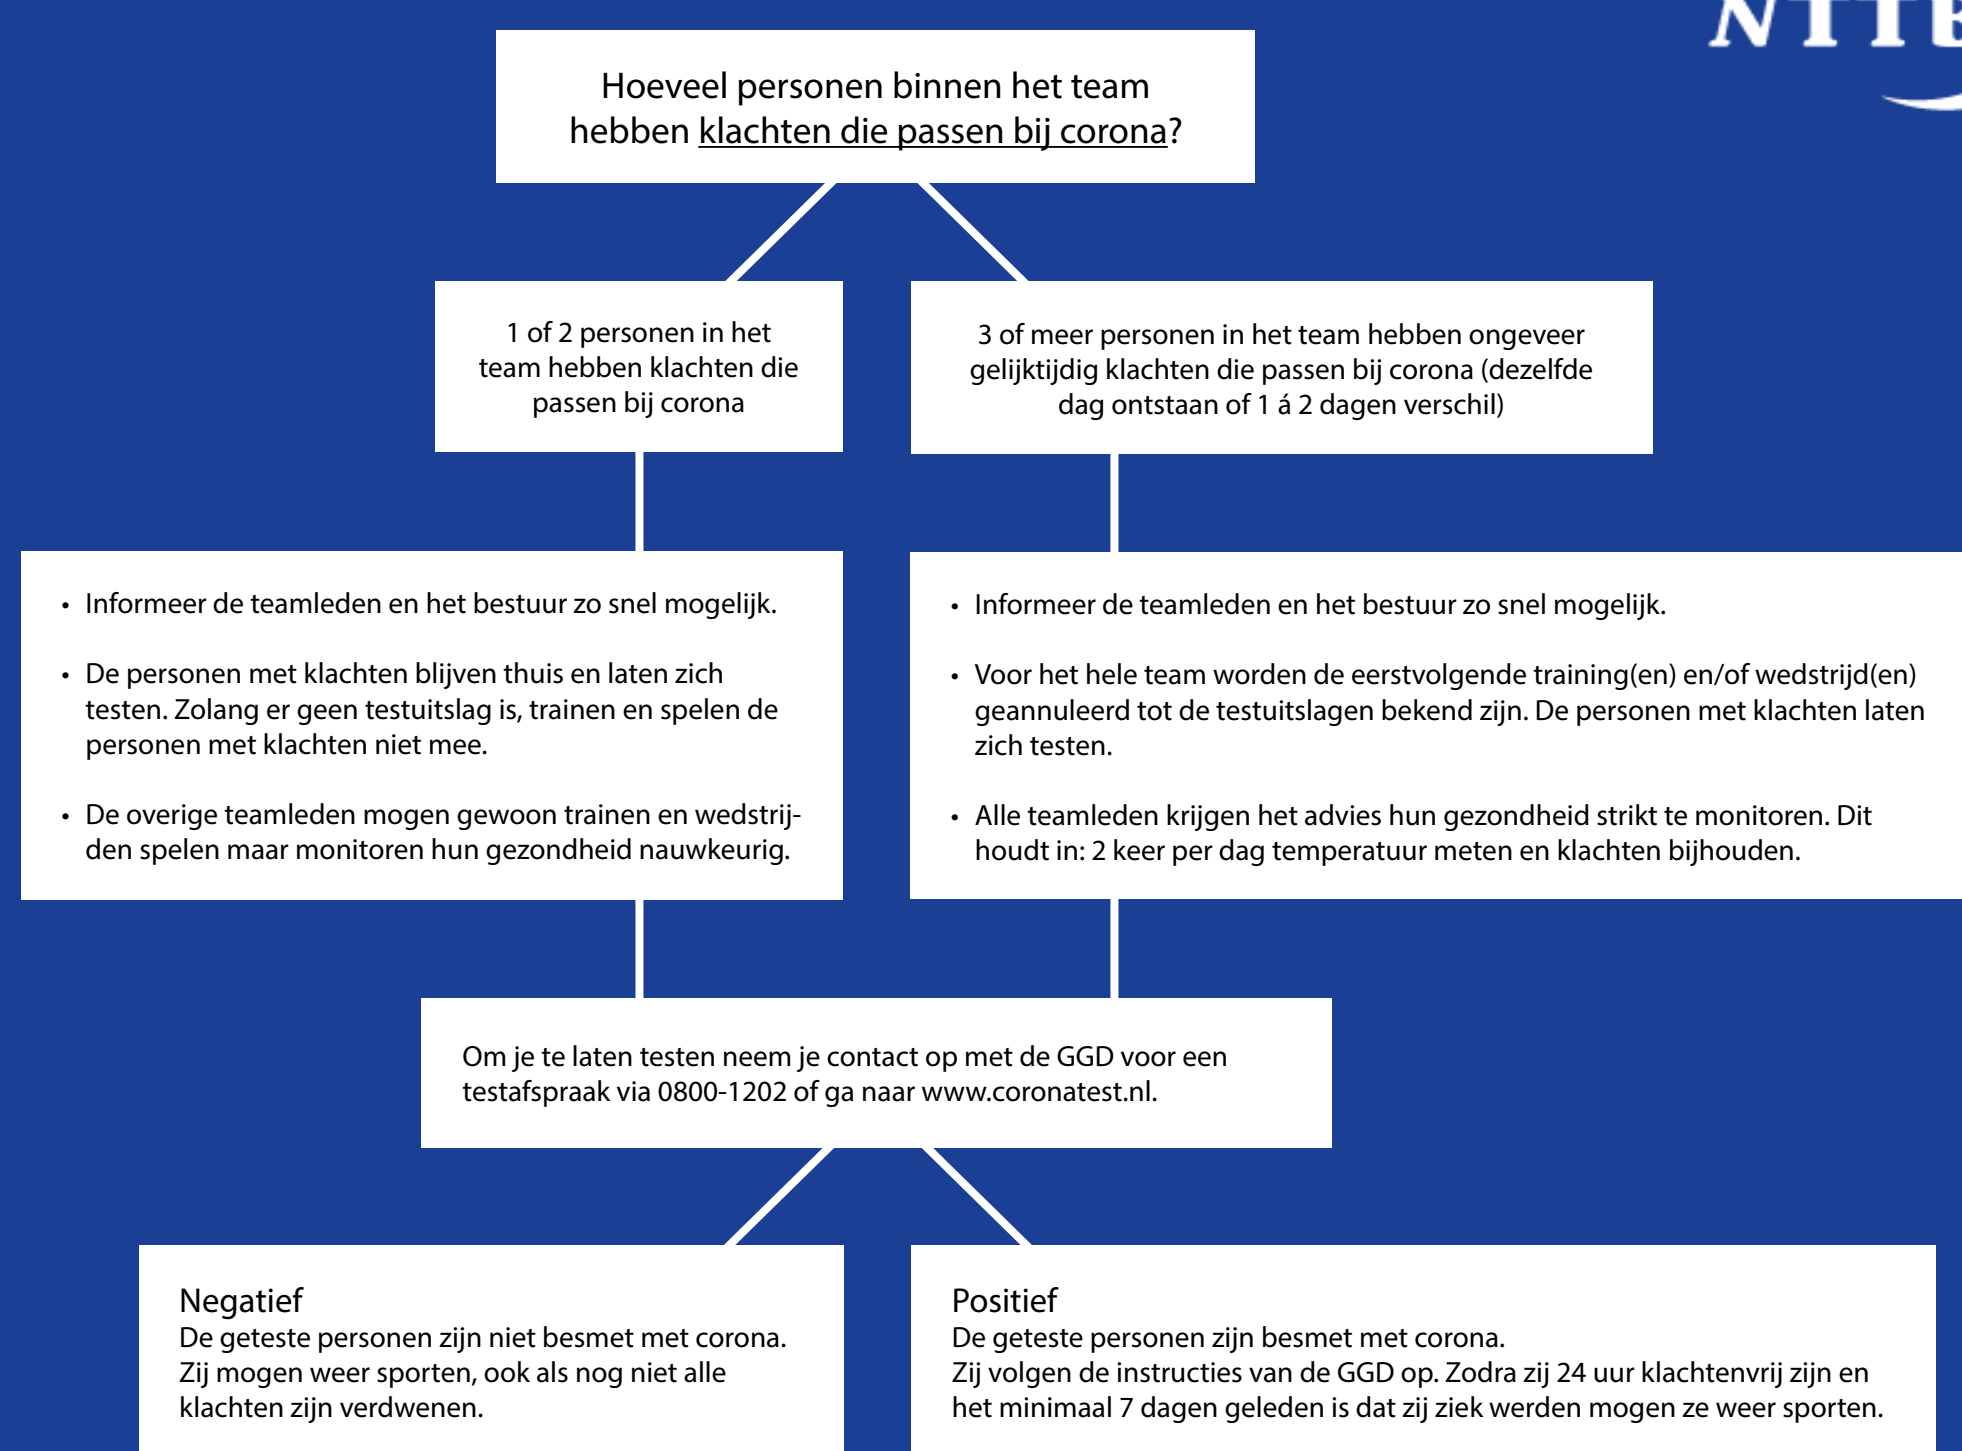 NTTB
Hoeveel personen binnen het team
hebben klachten die passen bij corona?
1 of 2 personen in het
team hebben klachten die
passen bij corona
3 of meer personen in het team hebben ongeveer
gelijktijdig klachten die passen bij corona (dezelfde
dag ontstaan of 1 á 2 dagen verschil)
• Informeer de teamleden en het bestuur zo snel mogelijk.
• De personen met klachten blijven thuis en laten zich
testen. Zolang er geen testuitslag is, trainen en spelen de
personen met klachten niet mee.
• De overige teamleden mogen gewoon trainen en wedstrij-
den spelen maar monitoren hun gezondheid nauwkeurig.
• Informeer de teamleden en het bestuur zo snel mogelijk.
• Voor het hele team worden de eerstvolgende training(en) en/of wedstrijd(en)
geannuleerd tot de testuitslagen bekend zijn. De personen met klachten laten
zich testen.
• Alle teamleden krijgen het advies hun gezondheid strikt te monitoren. Dit
houdt in: 2 keer per dag temperatuur meten en klachten bijhouden.
Om je te laten testen neem je contact op met de GGD voor een
testafspraak via 0800-1202 of ga naar www.coronatest.nl.
Negatief
De geteste personen zijn niet besmet met corona.
Zij mogen weer sporten, ook als nog niet alle
klachten zijn verdwenen.
Positief
De geteste personen zijn besmet met corona.
Zij volgen de instructies van de GGD op. Zodra zij 24 uur klachtenvrij zijn en
het minimaal 7 dagen geleden is dat zij ziek werden mogen ze weer sporten.